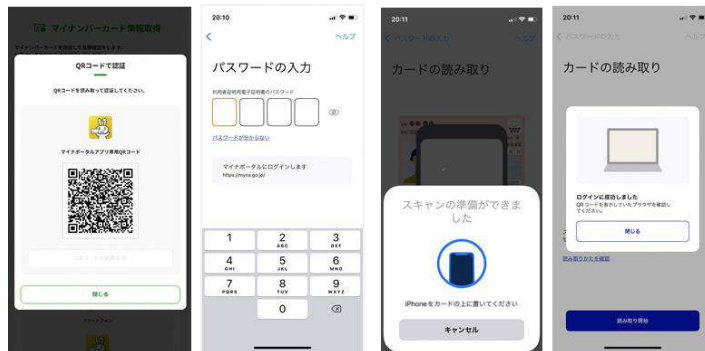 マイナンバーカード情報取得
QRコードで認証
QRコードを読み取って認証してください。
マイナポータルアプリ専用QRコード
閉じる
スマートフォン
20:10
ヘルプ
パスワードの入力
利用者証明用電子証明書のパスワード
パスワードが分からない
マイナポータルにログインします
https://myna.go.jp/
1
2
ABC
3
DEF
4
GHI
5
JKL
6
MNO
7
PQRS
8
TUV
9
WXYZ
0
20:11
パスワードの入力
ヘルプ
カードの読み取り
スキャンの準備ができま
した
iPhoneをカードの上に置いてください
キャンセル
20:11
パスワードの入力
ヘルプ
カードの読み取り
ログインに成功しました
QRコードを表示していたブラウザを確認し
てください。
閉じる
読み取りかたを確認
読み取り開始